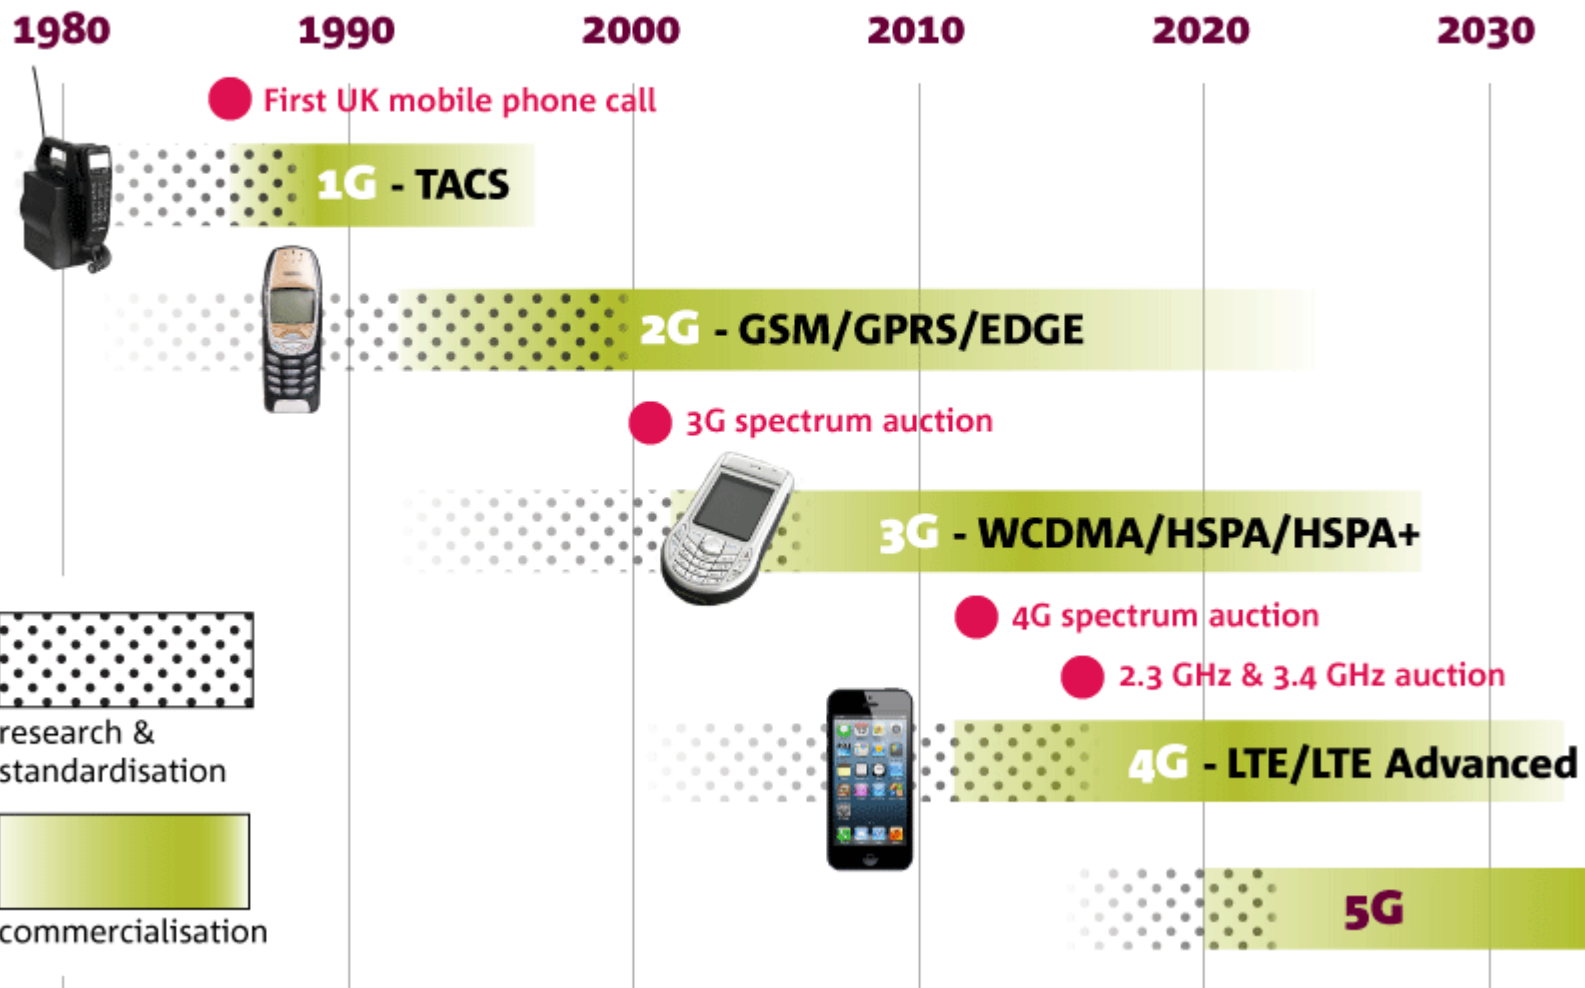 1980 1990 2000 2010 2020 2030
First UK mobile phone call
1G - TACS
2G - GSM/GPRS/EDGE
3G spectrum auction
3G - WCDMA/HSPA/HSPA+
4G spectrum auction
2.3 GHz & 3.4 GHz auction
research &
standardisation
4G - LTE/LTE Advanced
commercialisation
5G